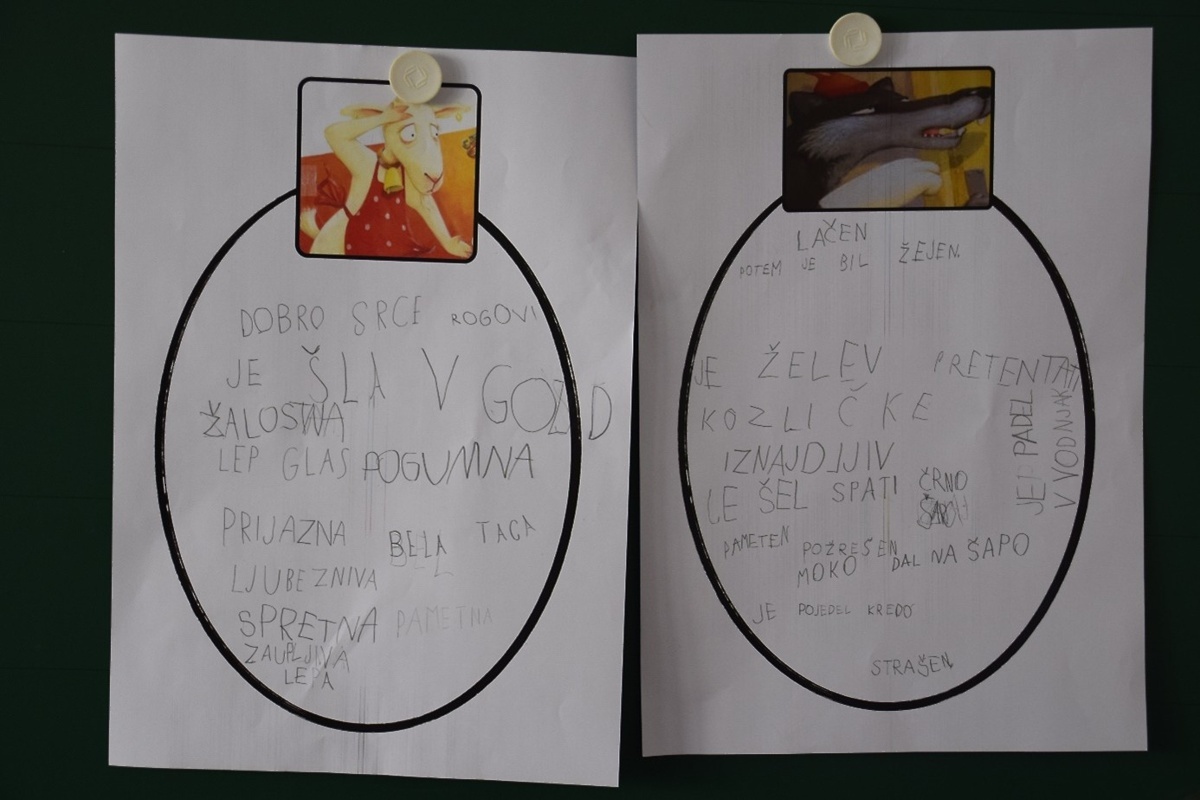 DOBRO SRCE ROGOVI
JE ŠLA V GOZD
ŽALOSTNA
LEP GLAS POGUMNA
PRIJAZNA BELA TACA
LJUBEZNIVA
SPRETNA PAMETNA
ZAUPLJIVA
LEPA
LAČEN
POTEM JE BIL ŽEJEN
JE ŽELEV PRETENTATI
KOZLIČKE
IZNAJDLJIV
JE ŠEL SPATI ČRNO
PAMETEN POŽREŠEN
MOKO DAL NA ŠAPO
JE POJEDEL KREDO
STRAŠEN
JE PADEL
V VODNJAK